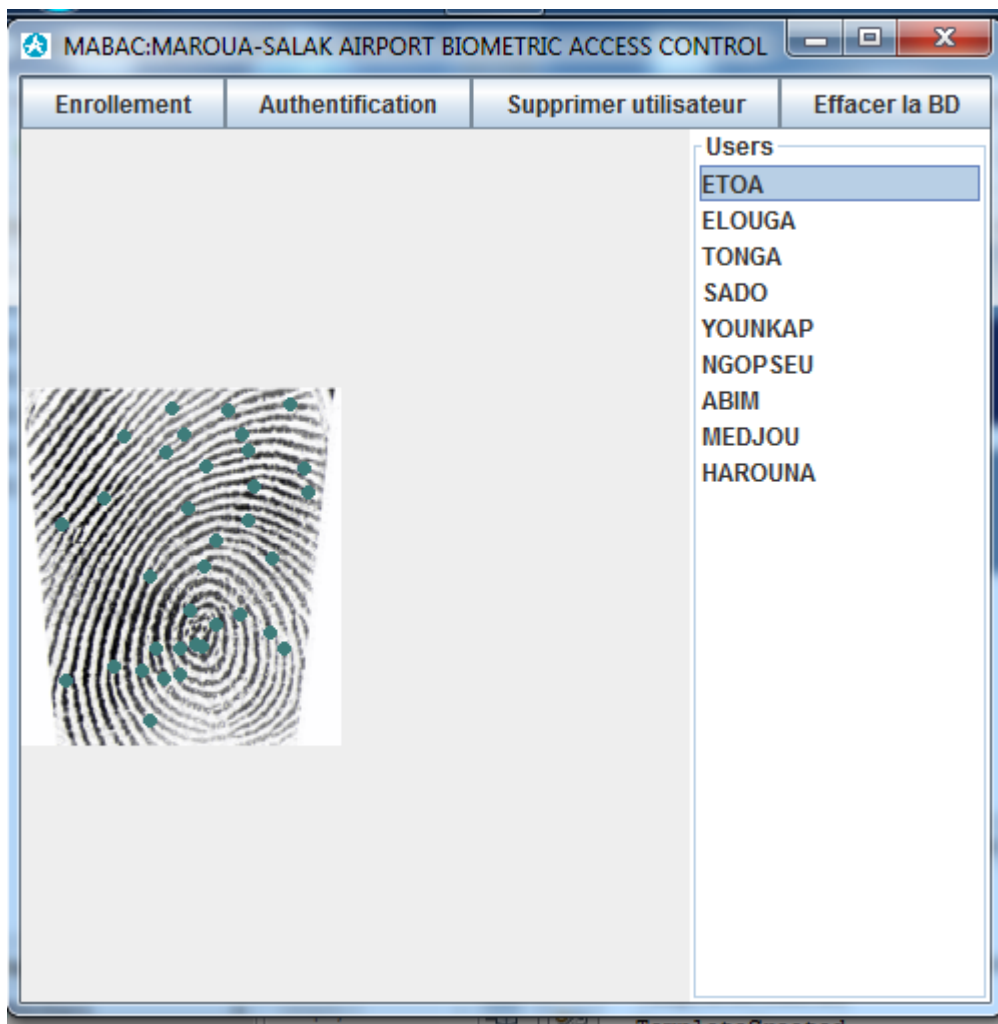 MABAC:MAROUA-SALAK AIRPORT BIOMETRIC ACCESS CONTROL
Enrollement Authentification Supprimer utilisateur Effacer la BD
Users
ETOA
ELOUGA
TONGA
SADO
YOUNKAP
NGOPSEU
ABIM
MEDJOU
HAROUNA